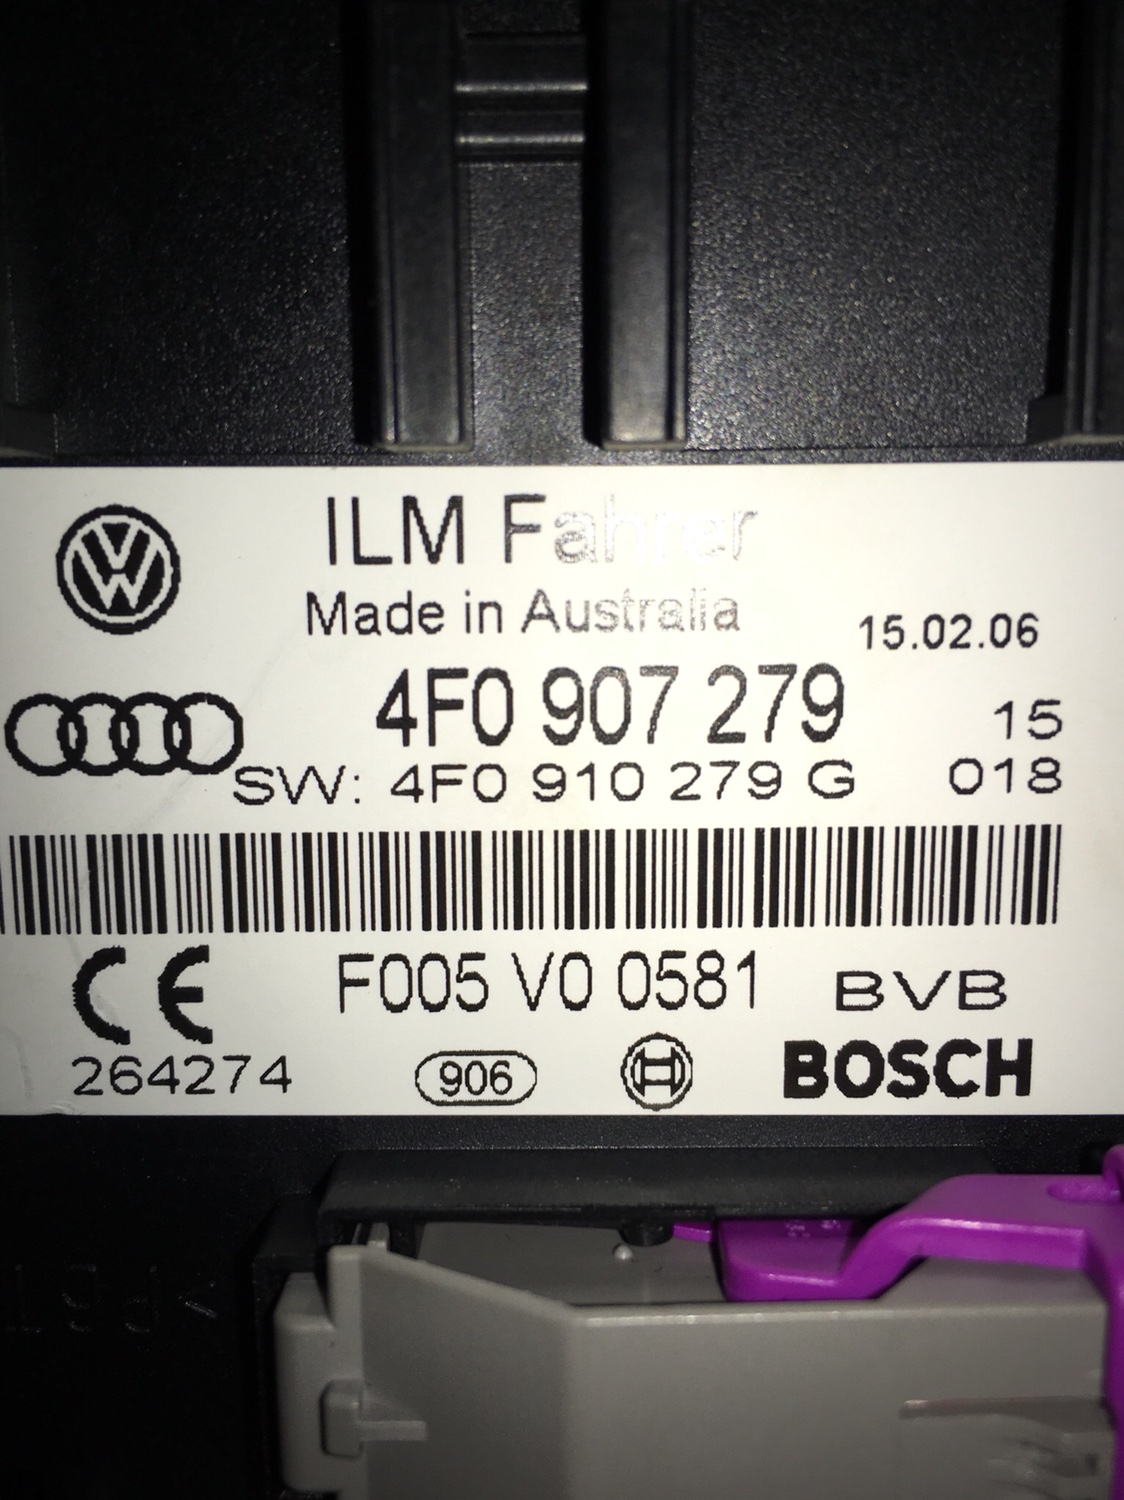 ILM Fahrer
Made in Australia
15.02.06
4F0 907 279
15
SW: 4F0 910 279 G
018
CE
F005 V0 0581
BVB
264274
906
BOSCH